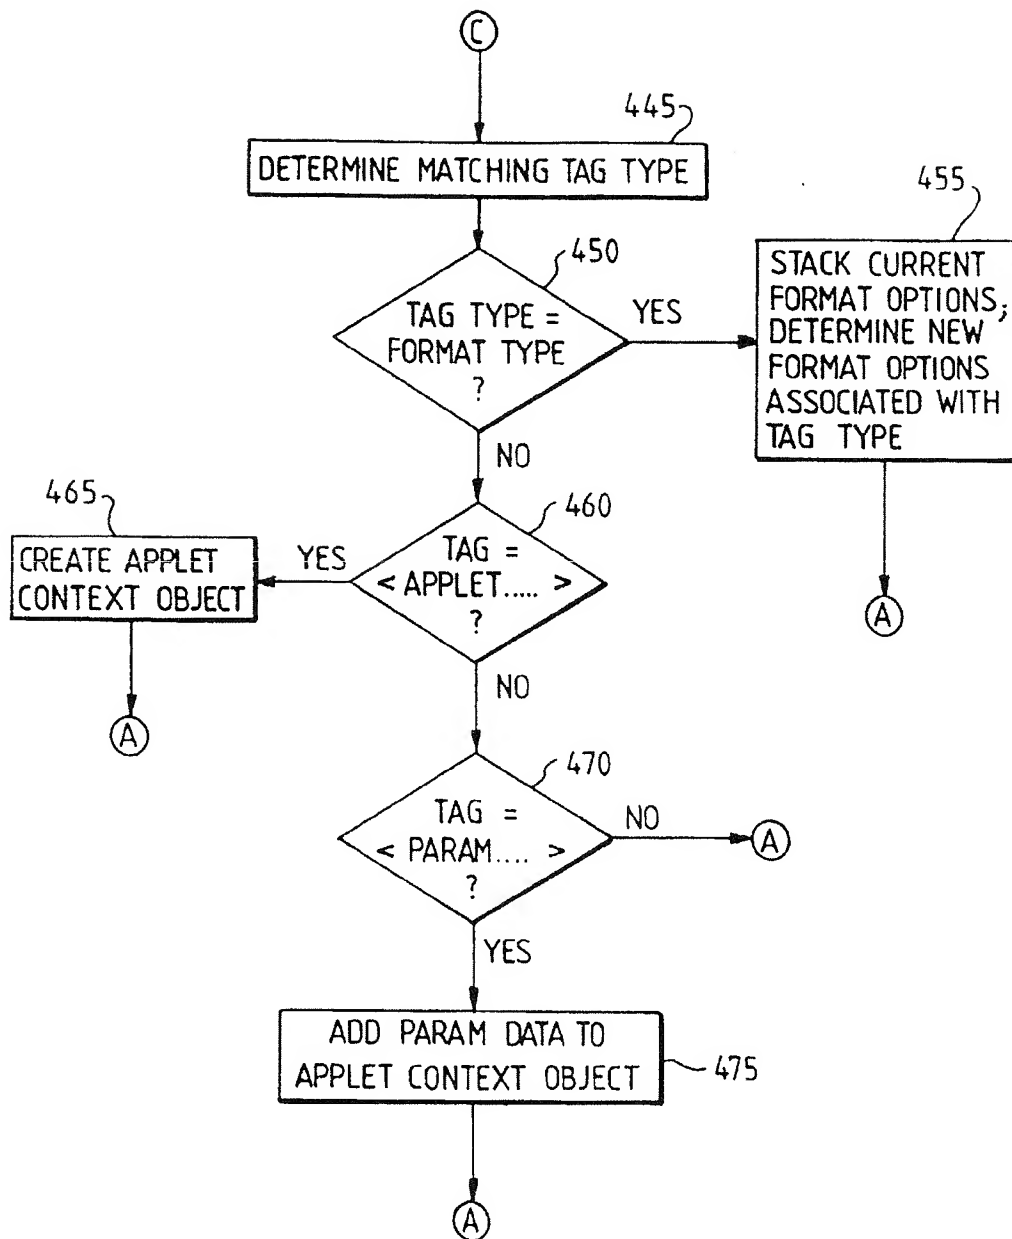 C
445
DETERMINE MATCHING TAG TYPE
455
450
TAG TYPE =
FORMAT TYPE
?
YES
STACK CURRENT
FORMAT OPTIONS;
DETERMINE NEW
FORMAT OPTIONS
ASSOCIATED WITH
TAG TYPE
NO
465
460
CREATE APPLET
CONTEXT OBJECT
YES
TAG =
< APPLET..... >
?
A
NO
A
470
TAG =
< PARAM.... >
?
NO
A
YES
ADD PARAM DATA TO
APPLET CONTEXT OBJECT
475
A